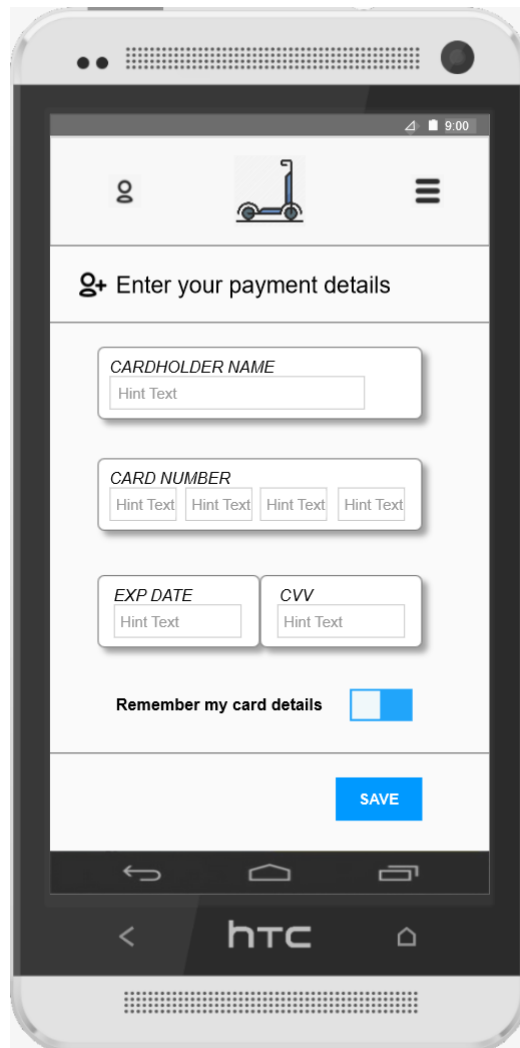 9:00
Enter your payment details
CARDHOLDER NAME
Hint Text
CARD NUMBER
Hint Text Hint Text Hint Text Hint Text
EXP DATE CVV
Hint Text Hint Text
Remember my card details
SAVE
hTC